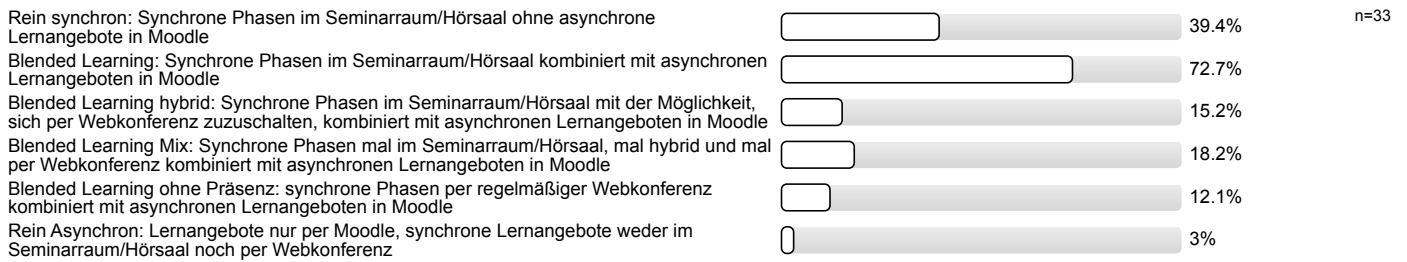 Rein synchron: Synchrone Phasen im Seminarraum/Hörsaal ohne asynchrone
Lernangebote in Moodle
39.4%
n=33
Blended Learning: Synchrone Phasen im Seminarraum/Hörsaal kombiniert mit asynchronen
Lernangeboten in Moodle
72.7%
Blended Learning hybrid: Synchrone Phasen im Seminarraum/Hörsaal mit der Möglichkeit,
sich per Webkonferenz zuzuschalten, kombiniert mit asynchronen Lernangeboten in Moodle
15.2%
Blended Learning Mix: Synchrone Phasen mal im Seminarraum/Hörsaal, mal hybrid und mal
per Webkonferenz kombiniert mit asynchronen Lernangeboten in Moodle
18.2%
Blended Learning ohne Präsenz: synchrone Phasen per regelmäßiger Webkonferenz
kombiniert mit asynchronen Lernangeboten in Moodle
12.1%
Rein Asynchron: Lernangebote nur per Moodle, synchrone Lernangebote weder im
Seminarraum/Hörsaal noch per Webkonferenz
3%